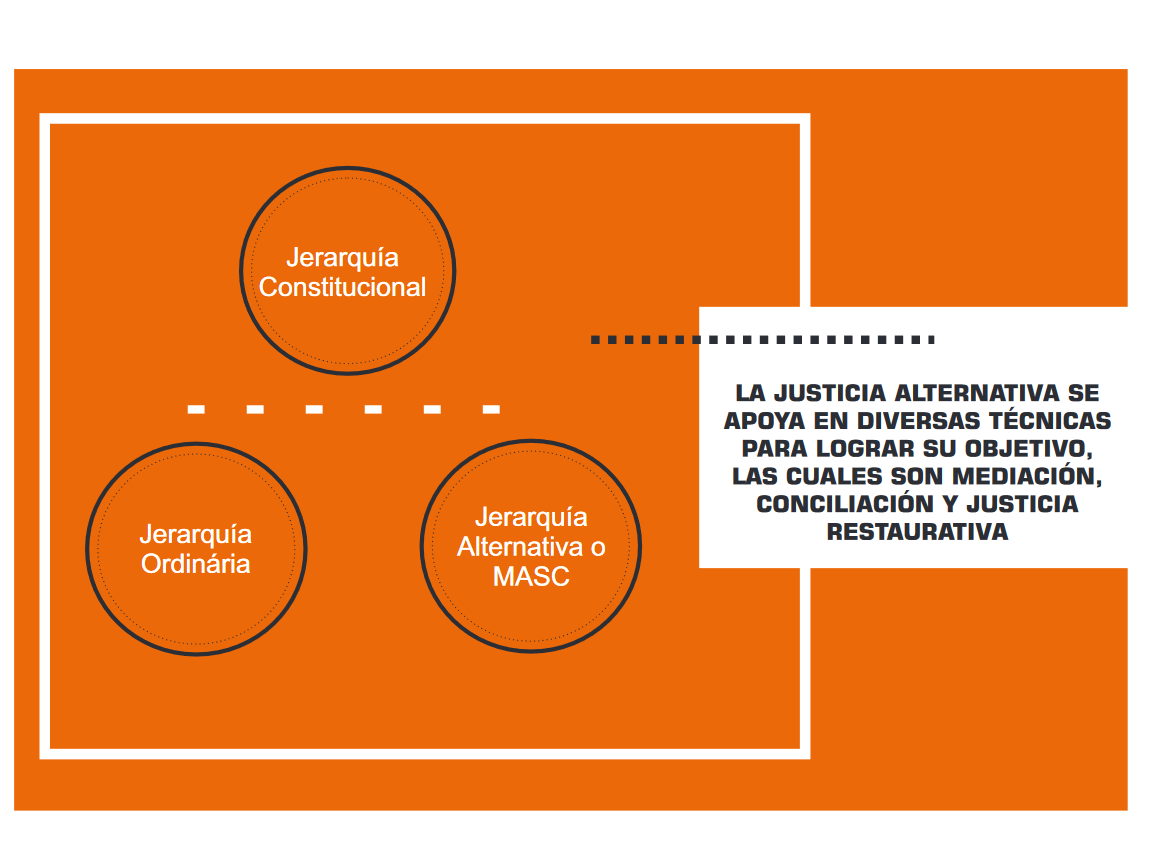 Jerarquía
Constitucional
Jerarquía
Ordinária
Jerarquía
Alternativa o
MASC
LA JUSTICIA ALTERNATIVA SE
APOYA EN DIVERSAS TÉCNICAS
PARA LOGRAR SU OBJETIVO,
LAS CUALES SON MEDIACIÓN,
CONCILIACIÓN Y JUSTICIA
RESTAURATIVA